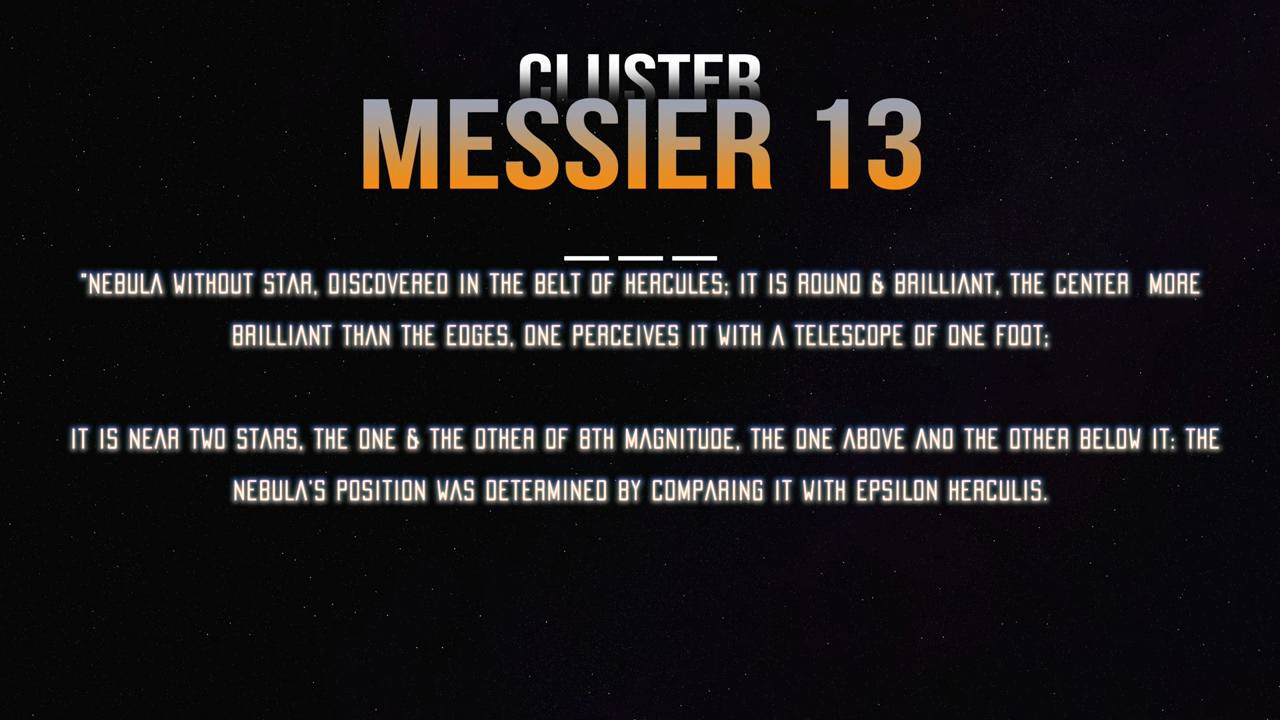 CLUSTER
MESSIER 13
"NEBULA WITHOUT STAR, DISCOVERED IN THE BELT OF HERCULES; IT IS ROUND & BRILLIANT, THE CENTER MORE
BRILLIANT THAN THE EDGES, ONE PERCEIVES IT WITH A TELESCOPE OF ONE FOOT;
IT IS NEAR TWO STARS, THE ONE & THE OTHER OF 8TH MAGNITUDE, THE ONE ABOVE AND THE OTHER BELOW IT: THE
NEBULA'S POSITION WAS DETERMINED BY COMPARING IT WITH EPSILON HERCULIS.